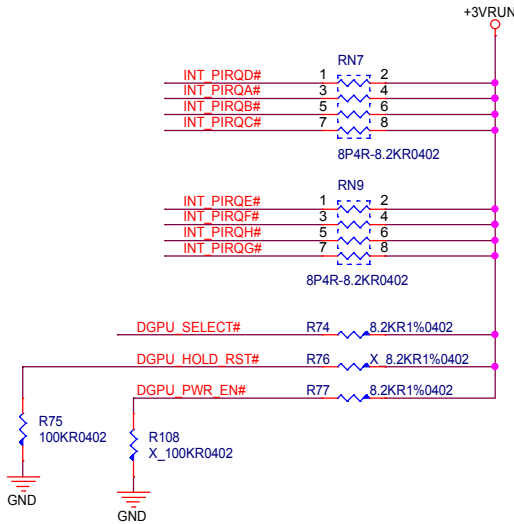 +3VRUN
RN7
INT_PIRQD# 1 2
INT_PIRQA# 3 4
INT_PIRQB# 5 6
INT_PIRQC# 7 8
8P4R-8.2KR0402
RN9
INT_PIRQE# 1 2
INT_PIRQF# 3 4
INT_PIRQH# 5 6
INT_PIRQG# 7 8
8P4R-8.2KR0402
DGPU_SELECT# R74 8.2KR1%0402
DGPU_HOLD_RST# R76 X_8.2KR1%0402
DGPU_PWR_EN# R77 8.2KR1%0402
R75
100KR0402
R108
X_100KR0402
GND
GND